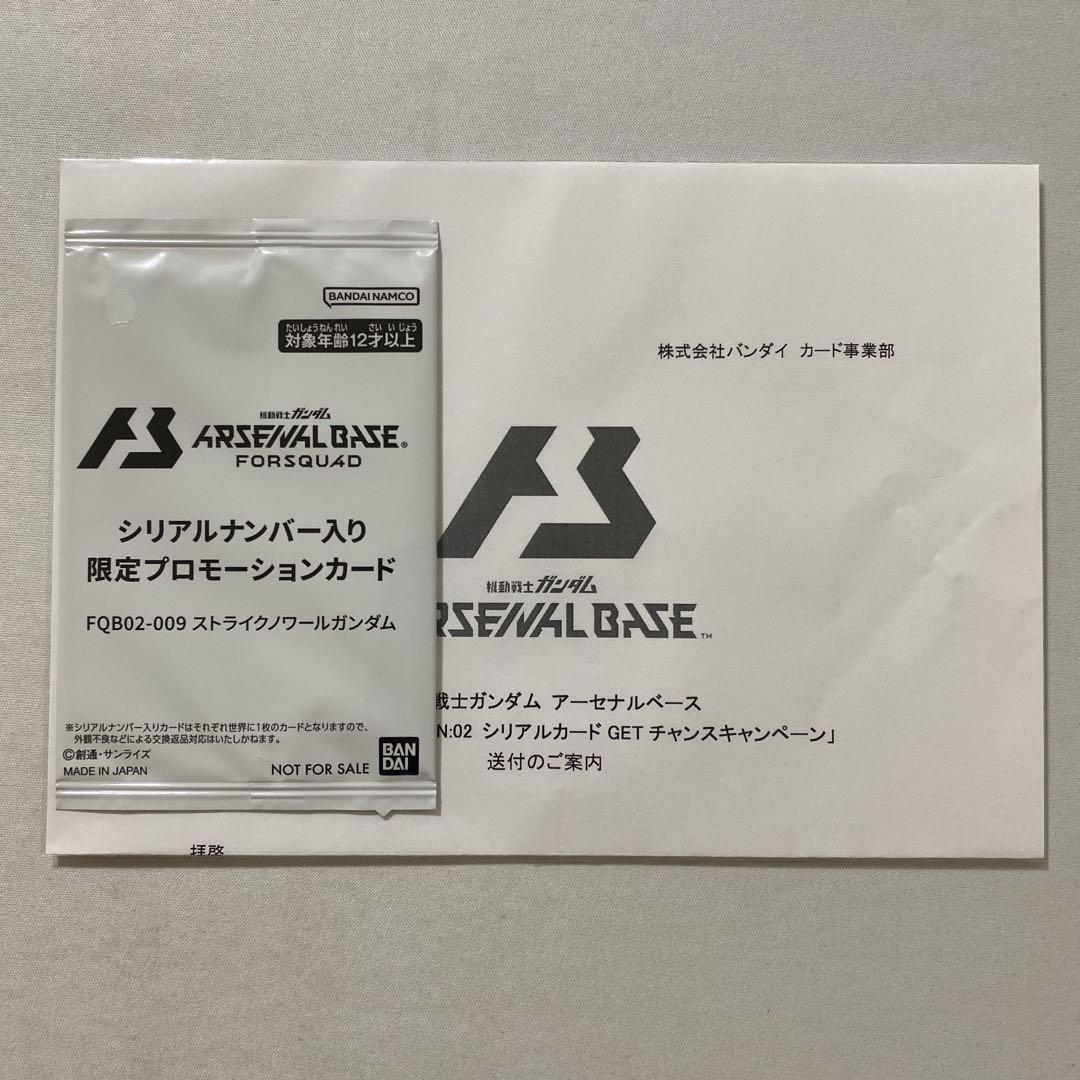 BANDAI NAMCO
たいしょうねんれい さい いじょう
対象年齢12才以上
機動戦士ガンダム
ARSENAL BASE®
FORSQUAD
シリアルナンバー入り
限定プロモーションカード
FQB02-009 ストライクノワールガンダム
※シリアルナンバー入りカードはそれぞれ世界に1枚のカードとなりますので、
外観不良などによる交換返品対応はいたしかねます。
©創通・サンライズ
MADE IN JAPAN
NOT FOR SALE
BAN
DAI
株式会社バンダイ カード事業部
機動戦士ガンダム
RSENAL BASE™
戦士ガンダム アーセナルベース
N:02 シリアルカード GET チャンスキャンペーン」
送付のご案内
拝啓